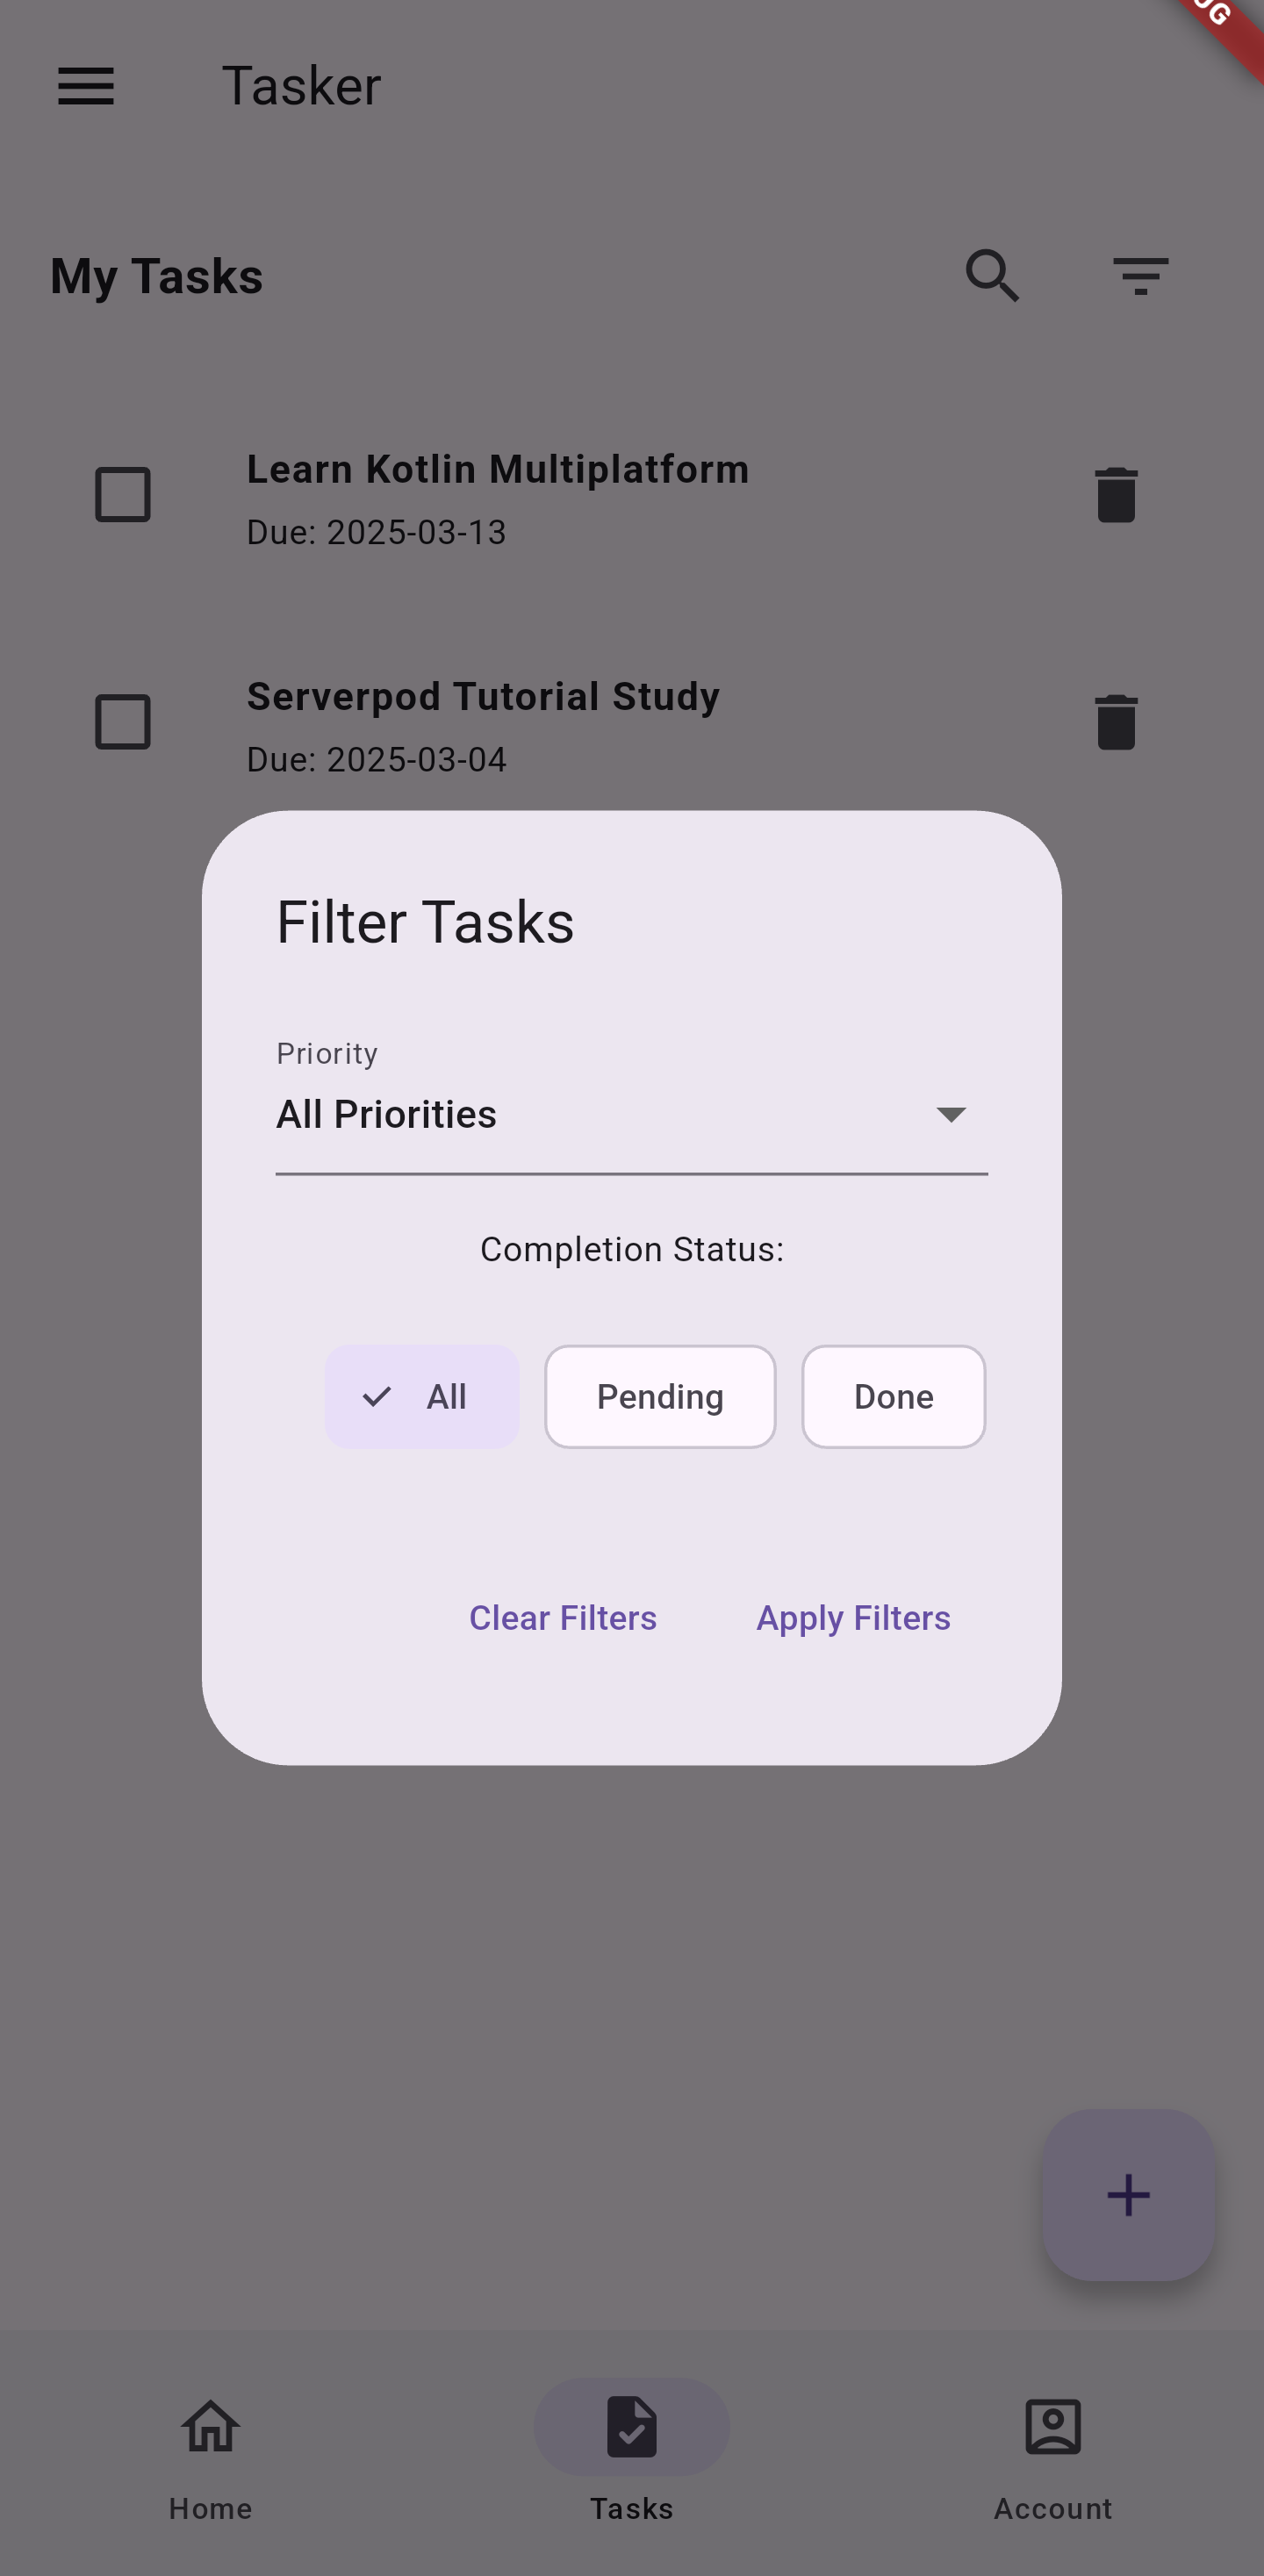 Tasker
My Tasks
Learn Kotlin Multiplatform
Due: 2025-03-13
Serverpod Tutorial Study
Due: 2025-03-04
Filter Tasks
Priority
All Priorities
Completion Status:
All
Pending
Done
Clear Filters
Apply Filters
Home
Tasks
Account